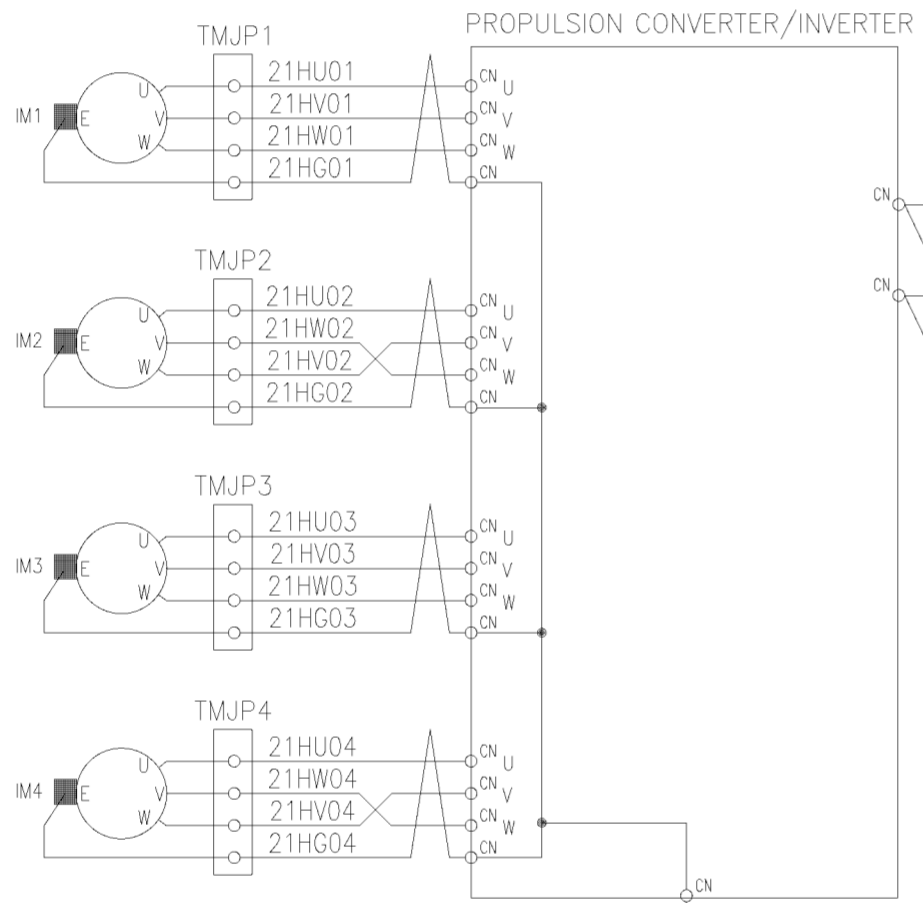 PROPULSION CONVERTER/INVERTER
TMJP1
21HU01
CN U
U
IM1
E
V
21HV01
CN V
W
21HW01
CN W
21HG01
CN
CN
TMJP2
CN
21HU02
CN U
U
IM2
E
V
21HW02
CN V
W
21HV02
CN W
21HG02
CN
TMJP3
21HU03
CN U
U
IM3
E
V
21HV03
CN V
W
21HW03
CN W
21HG03
CN
TMJP4
21HU04
CN U
U
IM4
E
V
21HW04
CN V
W
21HV04
CN W
21HG04
CN
CN